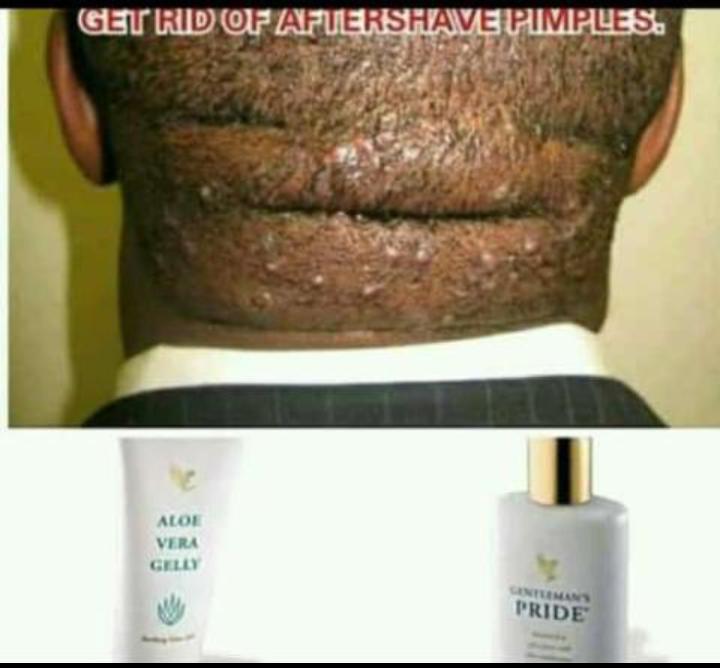 GET RID OF AFTERSHAVE PIMPLES.
ALOE
VERA
GELLY
GENTLEMAN'S
PRIDE